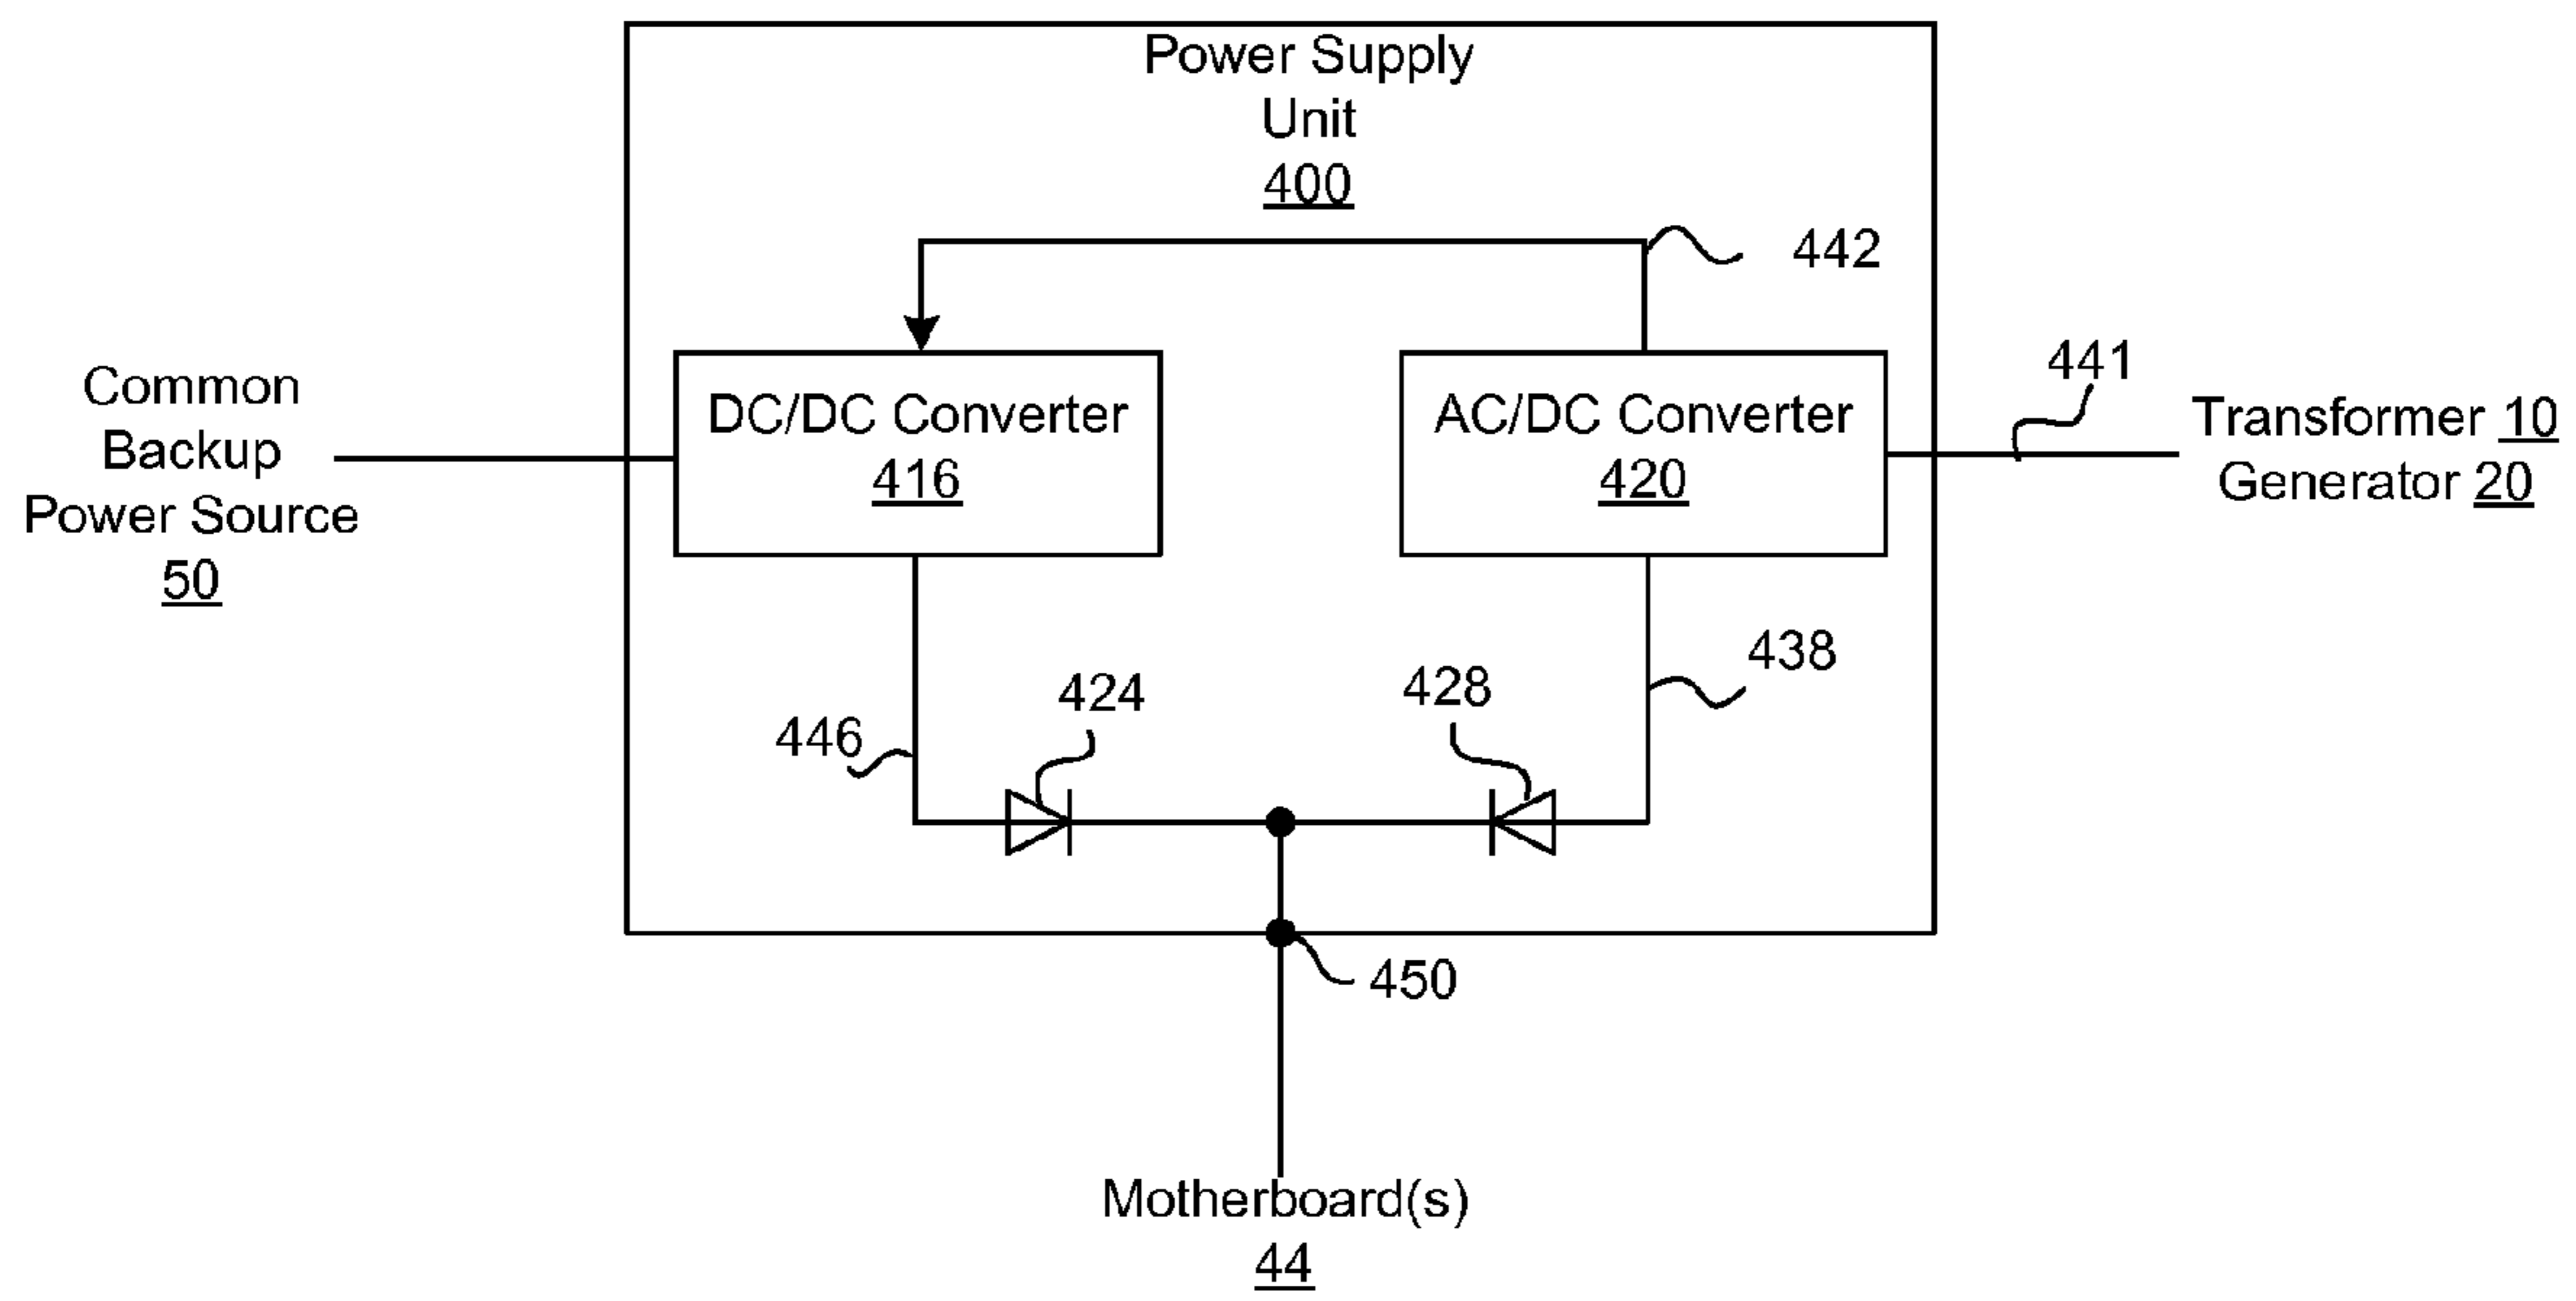 Power Supply
Unit
400
442
441
Common
Backup
Power Source
50
DC/DC Converter
416
AC/DC Converter
420
Transformer 10
Generator 20
446
424
428
438
450
Motherboard(s)
44